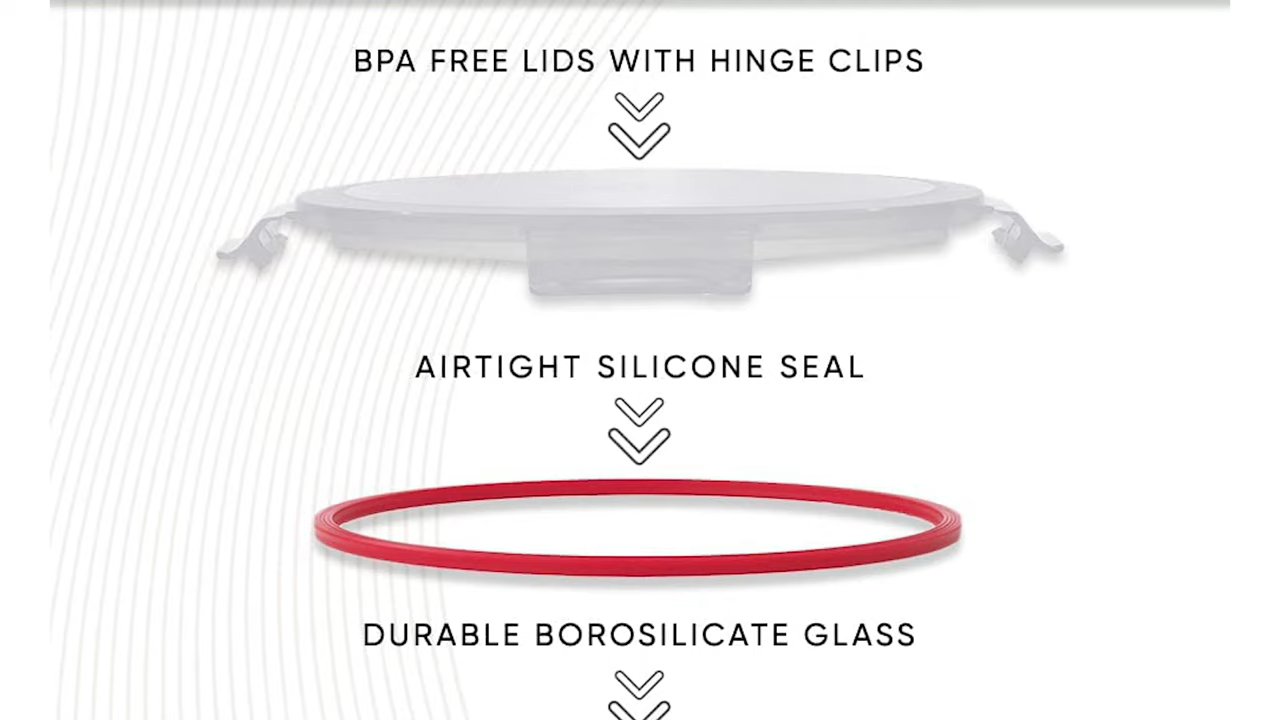 BPA FREE LIDS WITH HINGE CLIPS
AIRTIGHT SILICONE SEAL
DURABLE BOROSILICATE GLASS